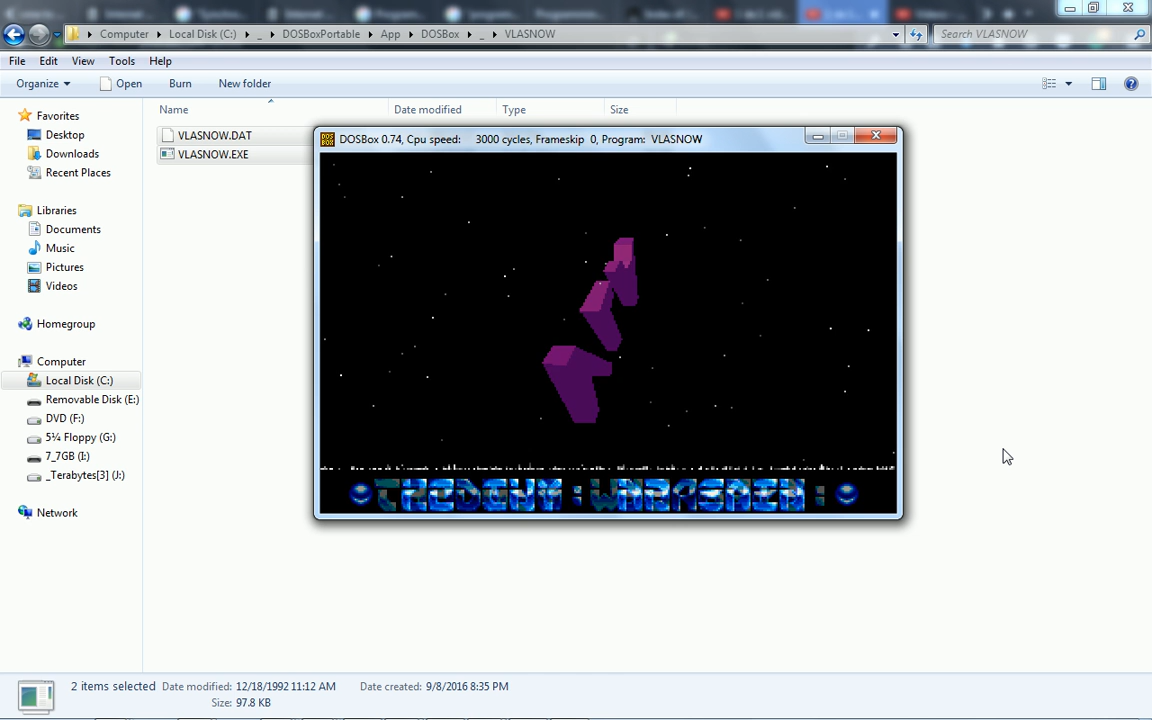 Computer Local Disk (C:) _ DOSBoxPortable App DOSBox _ VLASNOW Search VLASNOW
File Edit View Tools Help
Organize Open Burn New folder
Name Date modified Type Size
Favorites
Desktop
Downloads
Recent Places
Libraries
Documents
Music
Pictures
Videos
Homegroup
Computer
Local Disk (C:)
Removable Disk (E:)
DVD (F:)
5¼ Floppy (G:)
7_7GB (I:)
_Terabytes[3] (J:)
Network
VLASNOW.DAT
VLASNOW.EXE
DOSBox 0.74, Cpu speed: 3000 cycles, Frameskip 0, Program: VLASNOW
2 items selected Date modified: 12/18/1992 11:12 AM Date created: 9/8/2016 8:35 PM
Size: 97.8 KB